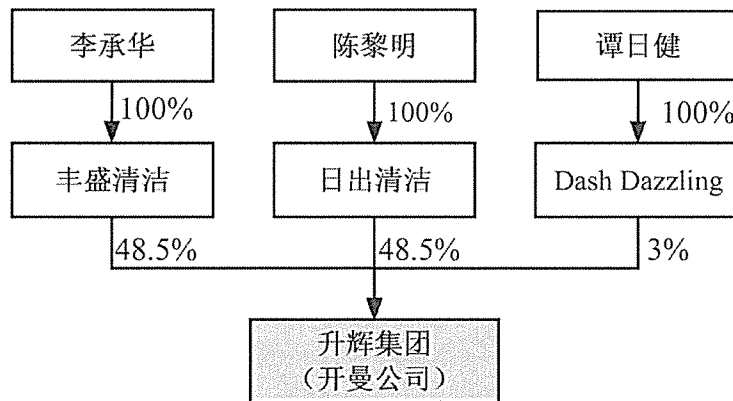 李承华 陈黎明 谭日健
100% 100% 100%
丰盛清洁 日出清洁 Dash Dazzling
48.5% 48.5% 3%
升辉集团
（开曼公司）